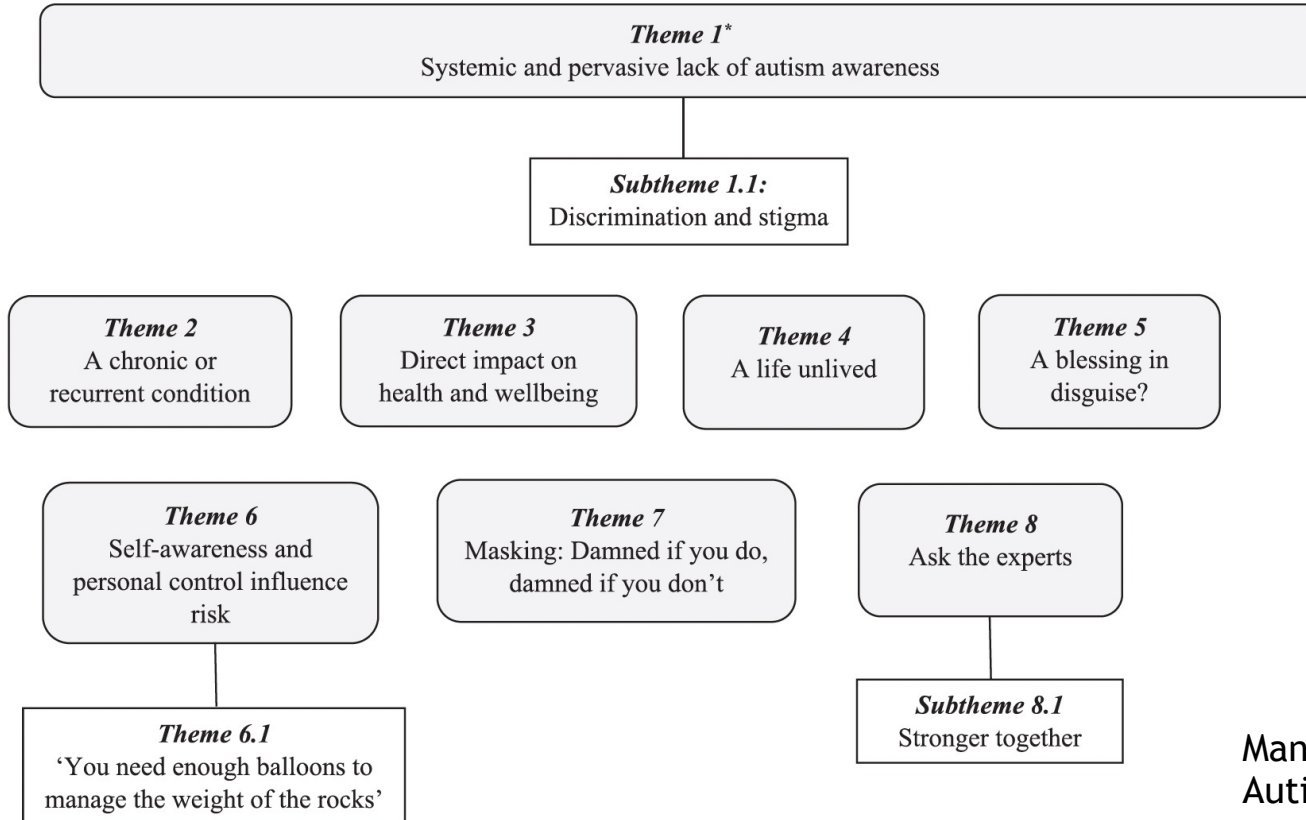 Theme 1*
Systemic and pervasive lack of autism awareness
Subtheme 1.1:
Discrimination and stigma
Theme 2
A chronic or
recurrent condition
Theme 3
Direct impact on
health and wellbeing
Theme 4
A life unlived
Theme 5
A blessing in
disguise?
Theme 6
Self-awareness and
personal control influence
risk
Theme 7
Masking: Damned if you do,
damned if you don’t
Theme 8
Ask the experts
Theme 6.1
‘You need enough balloons to
manage the weight of the rocks’
Subtheme 8.1
Stronger together